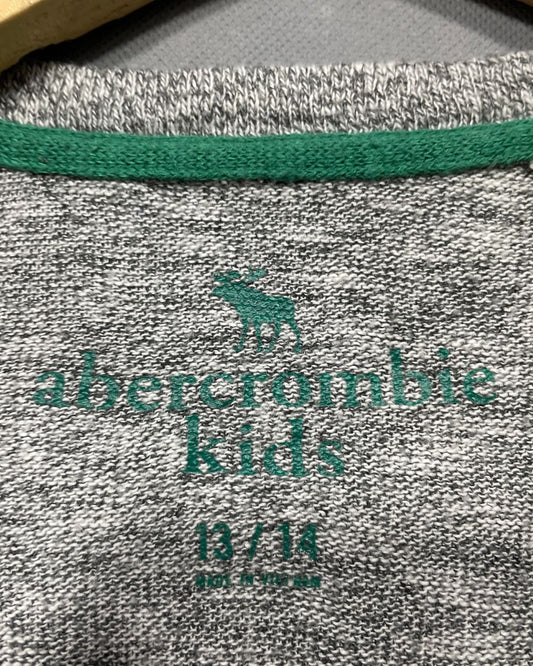 abercrombie
kids
13/14
MADE IN VIETNAM